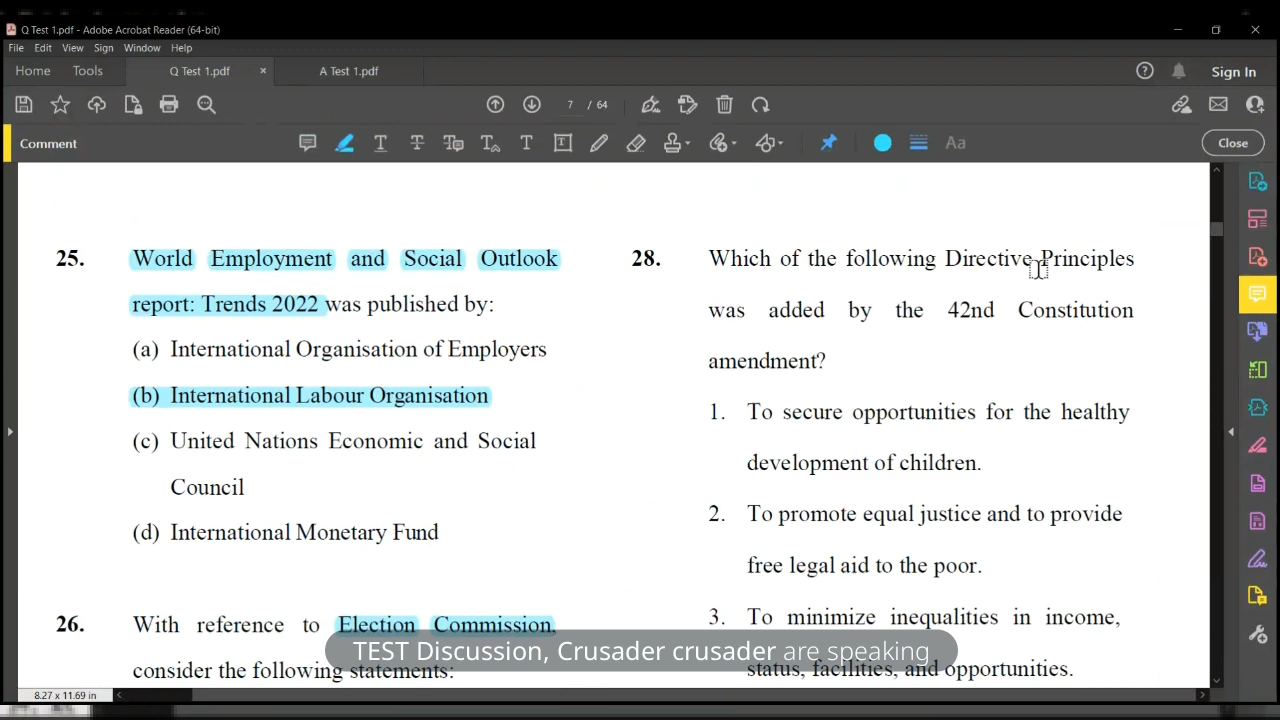 Q Test 1.pdf - Adobe Acrobat Reader (64-bit)
File Edit View Sign Window Help
Home Tools Q Test 1.pdf × A Test 1.pdf
? Sign In
7 / 64
Comment
Aa
Close
25. World Employment and Social Outlook
report: Trends 2022 was published by:
(a) International Organisation of Employers
(b) International Labour Organisation
(c) United Nations Economic and Social
Council
(d) International Monetary Fund
26. With reference to Election Commission,
consider the following statements:
28. Which of the following Directive Principles
was added by the 42nd Constitution
amendment?
1. To secure opportunities for the healthy
development of children.
2. To promote equal justice and to provide
free legal aid to the poor.
3. To minimize inequalities in income,
status, facilities, and opportunities.
TEST Discussion, Crusader crusader are speaking
8.27 x 11.69 in